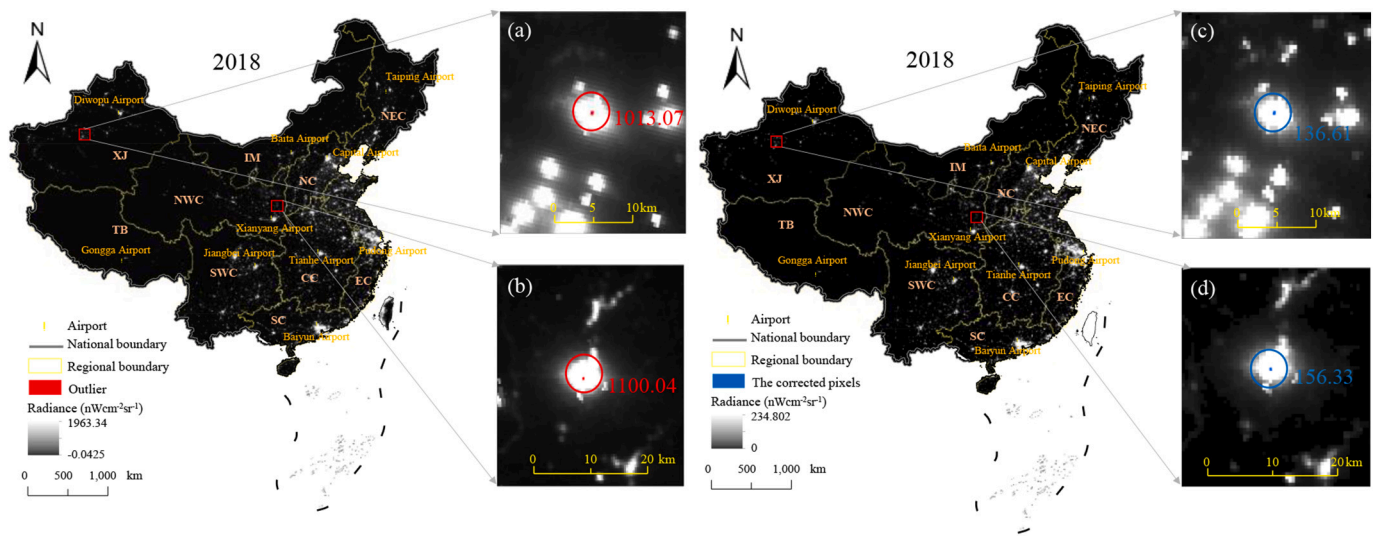 N
2018
Taiping Airport
Diwopu Airport
NEC
Baita Airport
Capital Airport
XJ
IM
NC
NWC
TB
Xianyang Airport
Gongga Airport
Jiangbei Airport
Pudong Airport
Tianhe Airport
SWC
CC
EC
SC
Baiyun Airport
Airport
National boundary
Regional boundary
Outlier
Radiance (nWcm⁻²sr⁻¹)
1963.34
-0.0425
0 500 1,000 km
(a)
1013.07
0 5 10km
(b)
1100.04
0 10 20 km
N
2018
Taiping Airport
Diwopu Airport
NEC
Baita Airport
Capital Airport
IM
XJ
NC
NWC
TB
Xianyang Airport
Gongga Airport
Jiangbei Airport
Pudong Airport
Tianhe Airport
SWC
CC
EC
SC
Baiyun Airport
Airport
National boundary
Regional boundary
The corrected pixels
Radiance (nWcm⁻²sr⁻¹)
234.802
0
0 500 1,000 km
(c)
136.61
0 5 10km
(d)
156.33
0 10 20 km